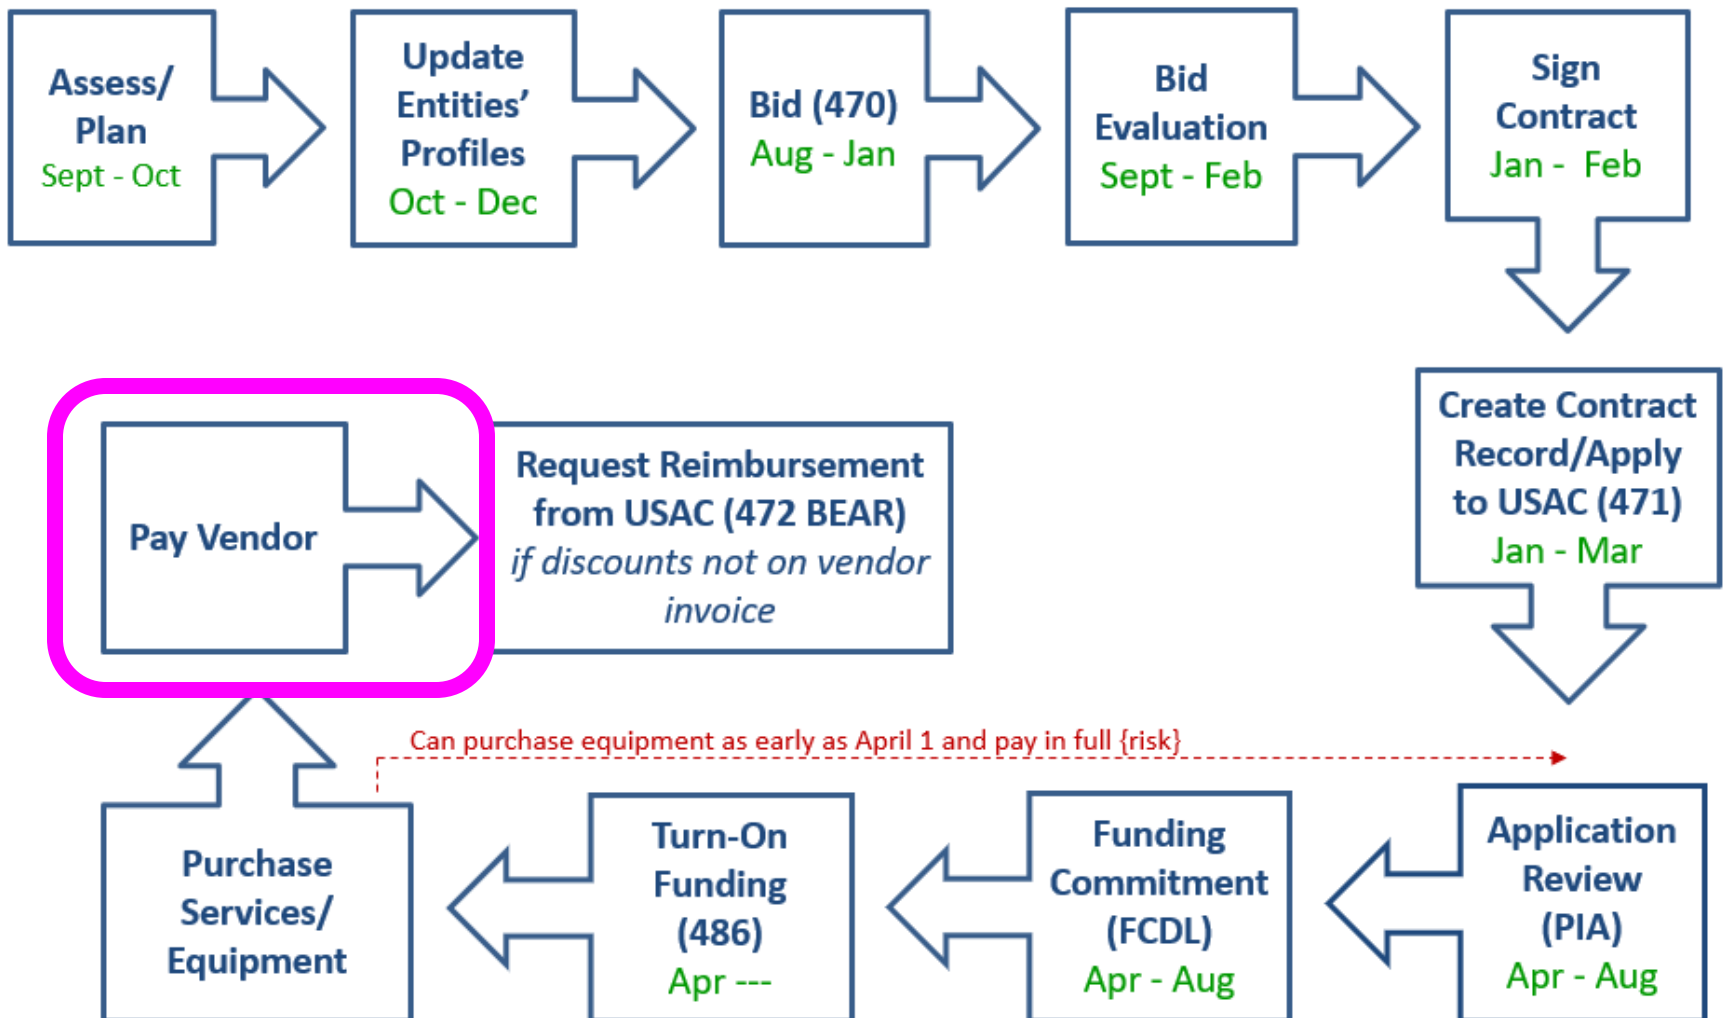 Assess/
Plan
Sept - Oct
Update
Entities’
Profiles
Oct - Dec
Bid (470)
Aug - Jan
Bid
Evaluation
Sept - Feb
Sign
Contract
Jan - Feb
Create Contract
Record/Apply
to USAC (471)
Jan - Mar
Application
Review
(PIA)
Apr - Aug
Funding
Commitment
(FCDL)
Apr - Aug
Turn-On
Funding
(486)
Apr ---
Can purchase equipment as early as April 1 and pay in full {risk}
Purchase
Services/
Equipment
Pay Vendor
Request Reimbursement
from USAC (472 BEAR)
if discounts not on vendor
invoice